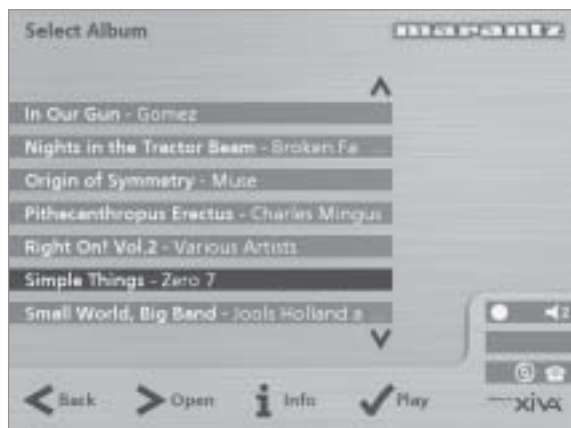 Select Album
marantz
In Our Gun - Gomez
Nights in the Tractor Beam - Broken Fa ...
Origin of Symmetry - Muse
Pithecanthropus Erectus - Charles Mingus
Right On! Vol.2 - Various Artists
Simple Things - Zero 7
Small World, Big Band - Jools Holland a
2
Back
Open
i Info
Play
xiva